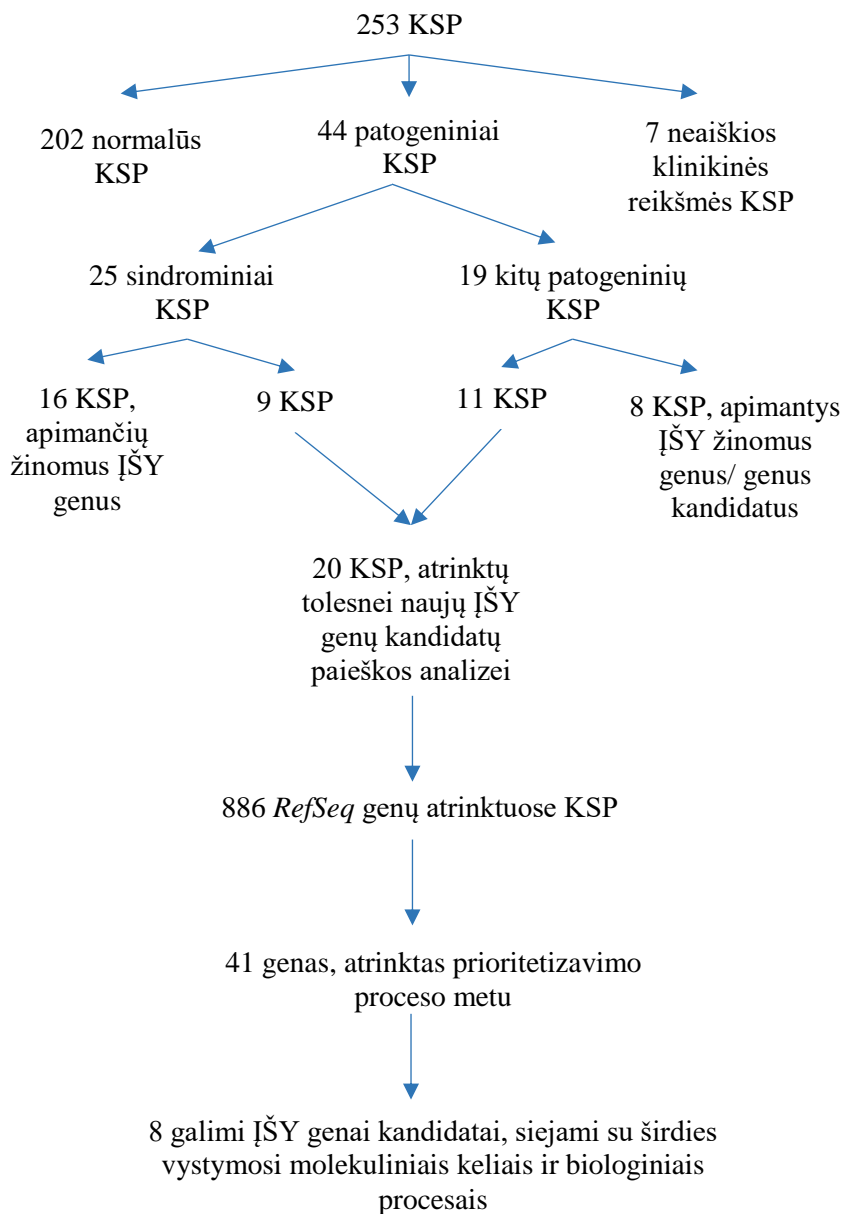 253 KSP
202 normalūs
KSP
44 patogeniniai
KSP
7 neaiškios
klinikinės
reikšmės KSP
25 sindrominiai
KSP
19 kitų patogeninių
KSP
16 KSP,
apimančių
žinomus ĮŠY
genus
9 KSP
11 KSP
8 KSP, apimantys
ĮŠY žinomus
genus/ genus
kandidatus
20 KSP, atrinktų
tolesnei naujų ĮŠY
genų kandidatų
paieškos analizei
886 RefSeq genų atrinktuose KSP
41 genas, atrinktas prioritetizavimo
proceso metu
8 galimi ĮŠY genai kandidatai, siejami su širdies
vystymosi molekuliniais keliais ir biologiniais
procesais